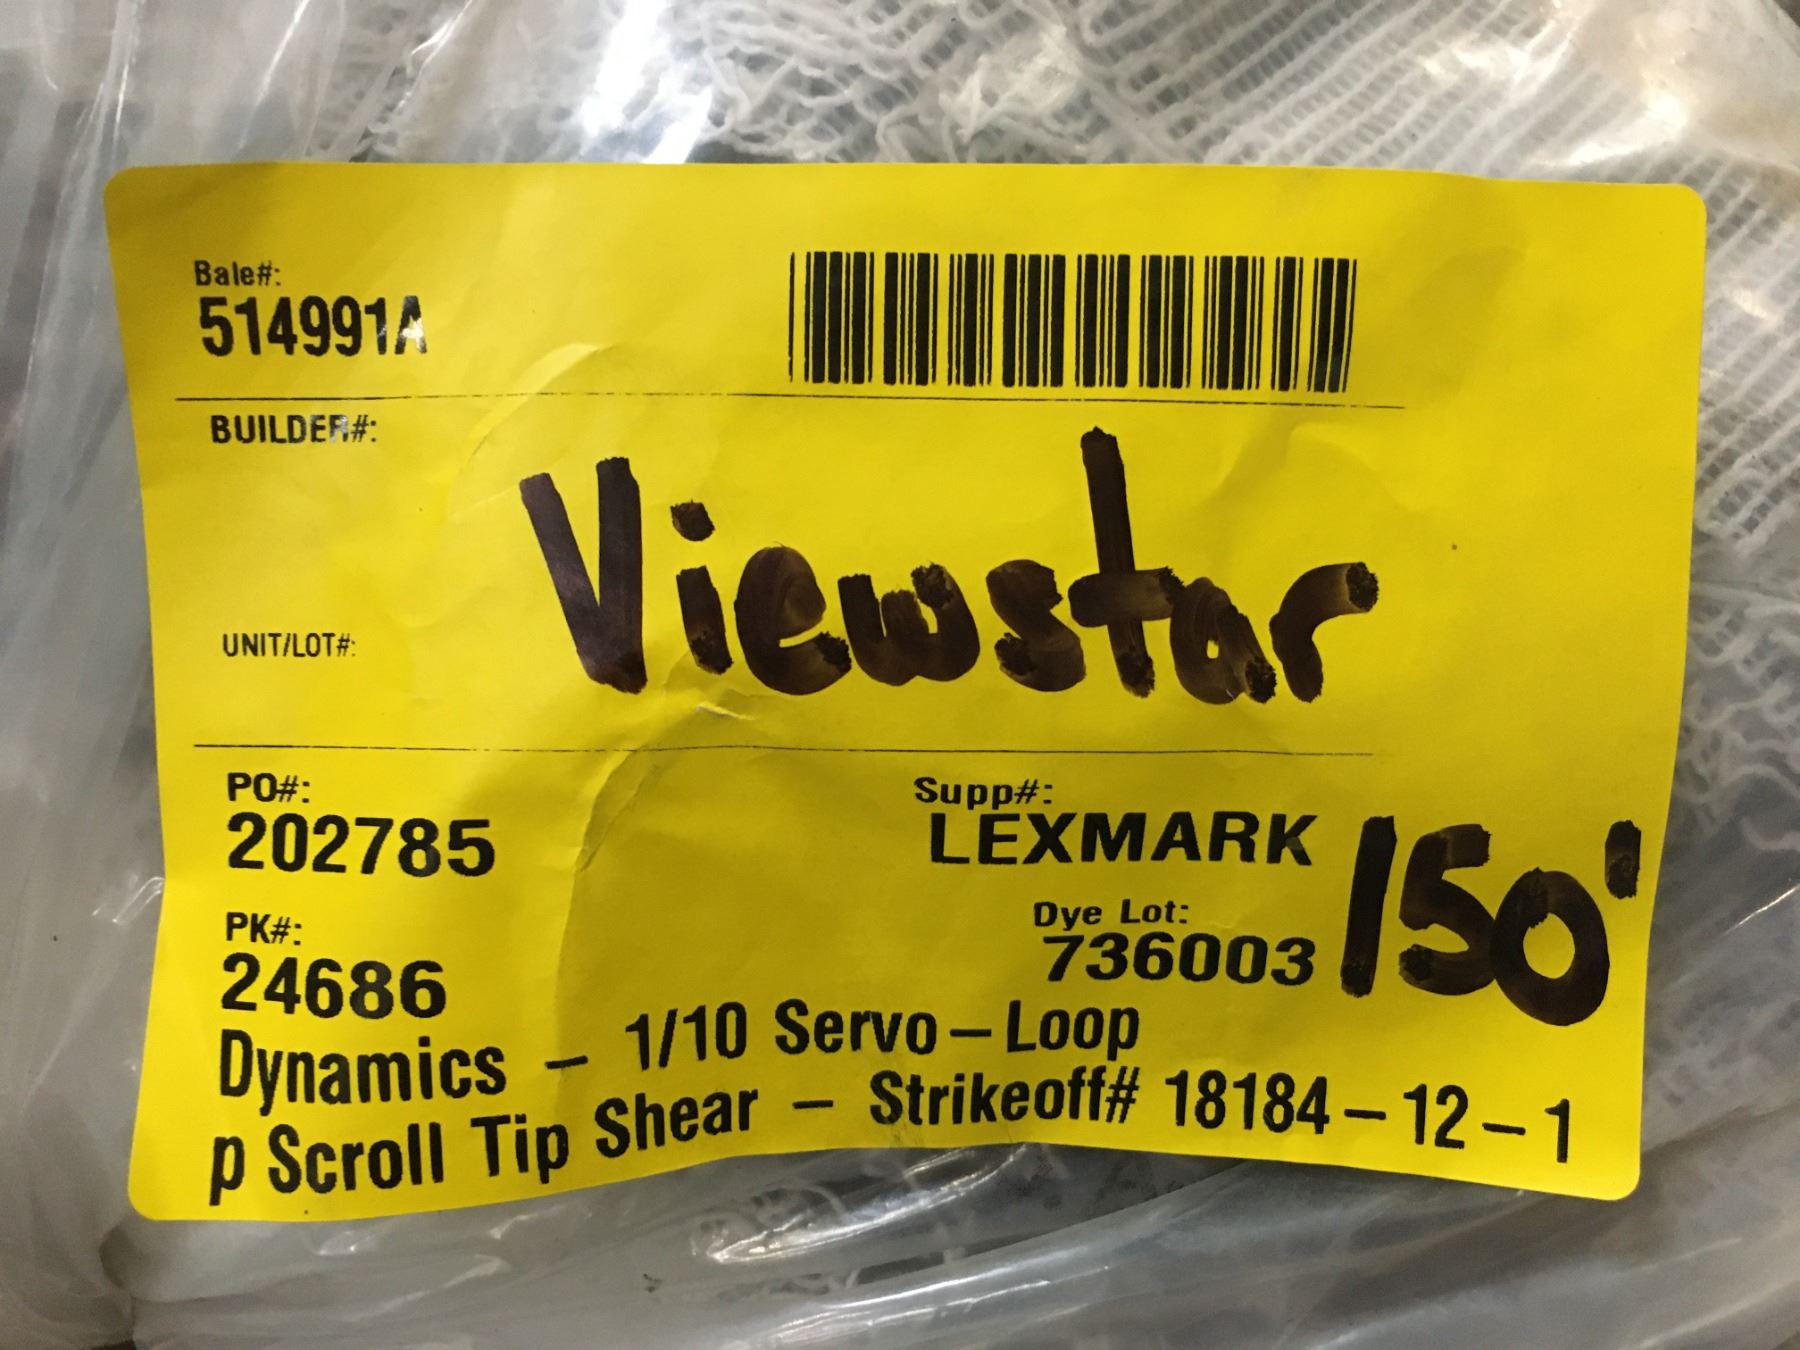 Bale#:
514991A
BUILDER#:
Viewstar
UNIT/LOT#:
PO#:
202785
Supp#:
LEXMARK
150'
PK#:
24686
Dye Lot:
736003
Dynamics - 1/10 Servo-Loop
p Scroll Tip Shear - Strikeoff# 18184-12-1